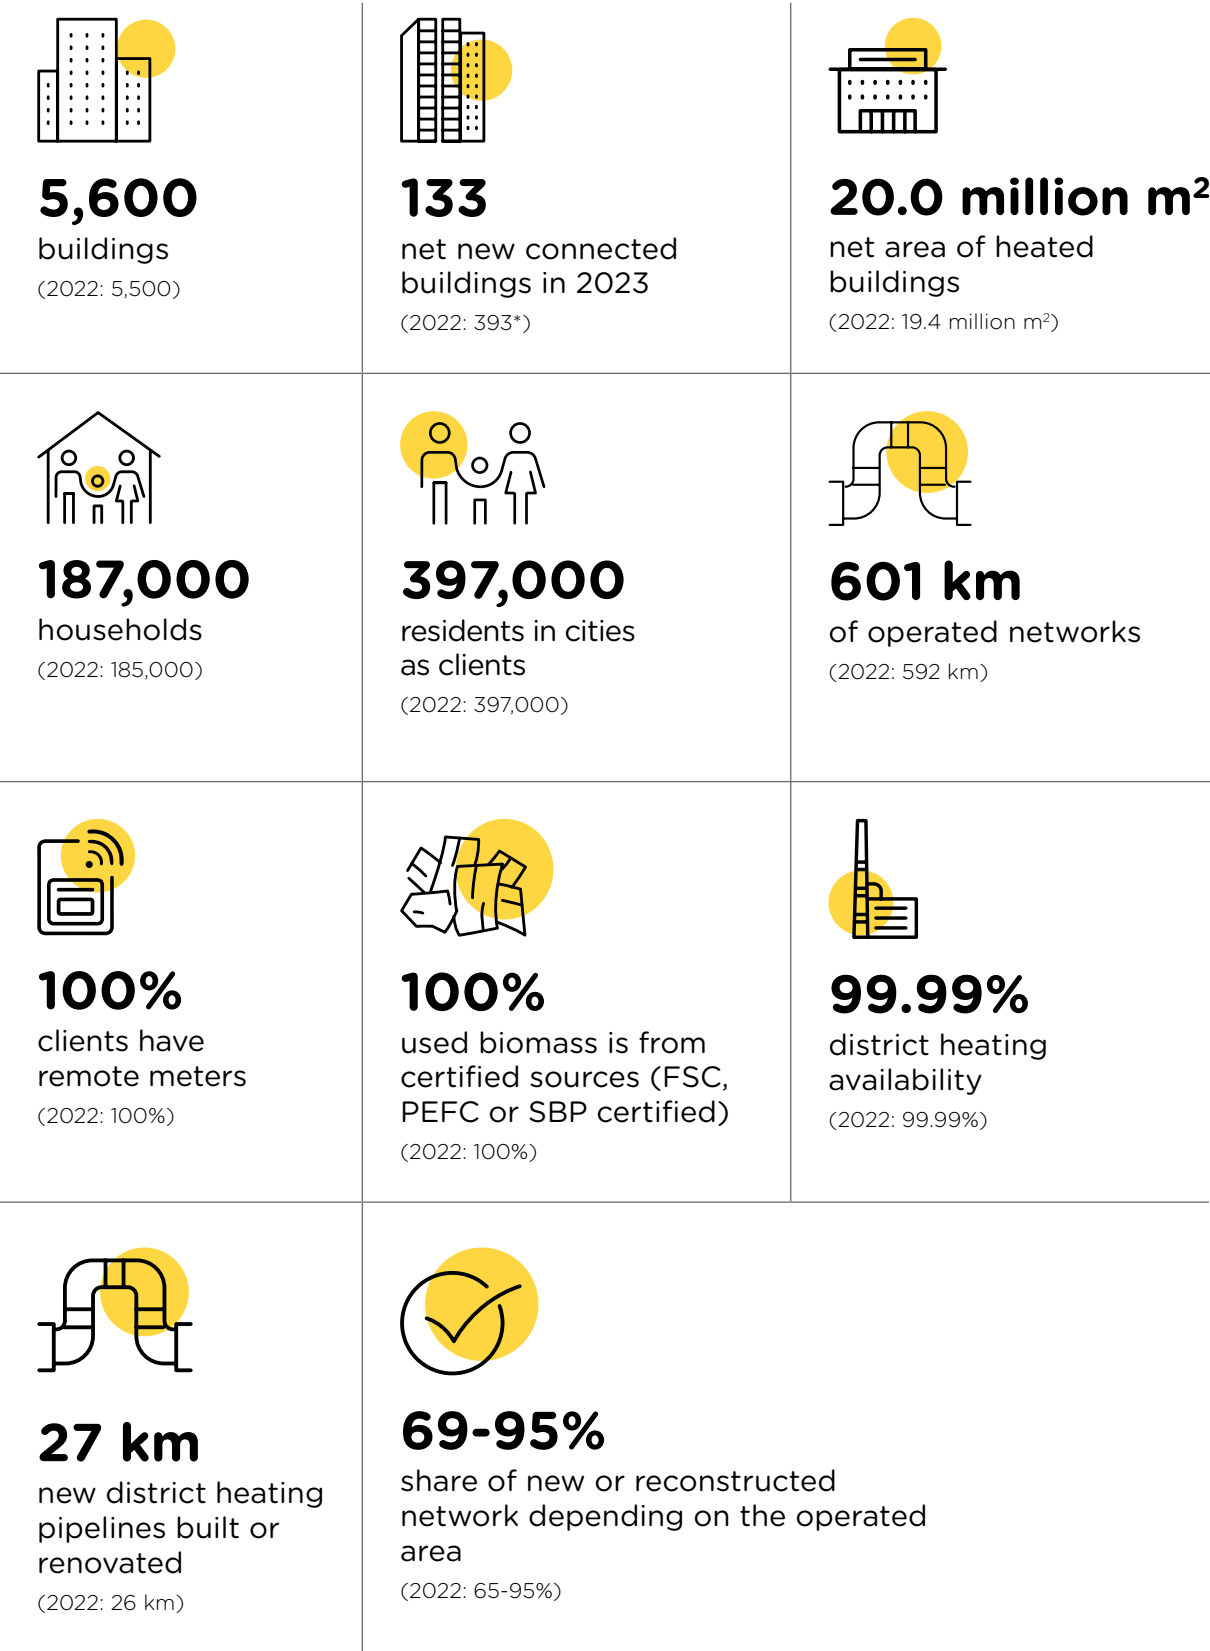 5,600
buildings
(2022: 5,500)
133
net new connected
buildings in 2023
(2022: 393*)
20.0 million m²
net area of heated
buildings
(2022: 19.4 million m²)
187,000
households
(2022: 185,000)
397,000
residents in cities
as clients
(2022: 397,000)
601 km
of operated networks
(2022: 592 km)
100%
clients have
remote meters
(2022: 100%)
100%
used biomass is from
certified sources (FSC,
PEFC or SBP certified)
(2022: 100%)
99.99%
district heating
availability
(2022: 99.99%)
27 km
new district heating
pipelines built or
renovated
(2022: 26 km)
69-95%
share of new or reconstructed
network depending on the operated
area
(2022: 65-95%)